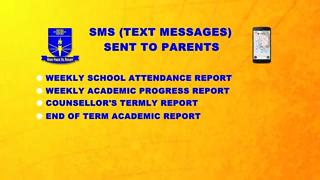 SMS (TEXT MESSAGES)
SENT TO PARENTS
WEEKLY SCHOOL ATTENDANCE REPORT
WEEKLY ACADEMIC PROGRESS REPORT
COUNSELLOR'S TERMLY REPORT
END OF TERM ACADEMIC REPORT